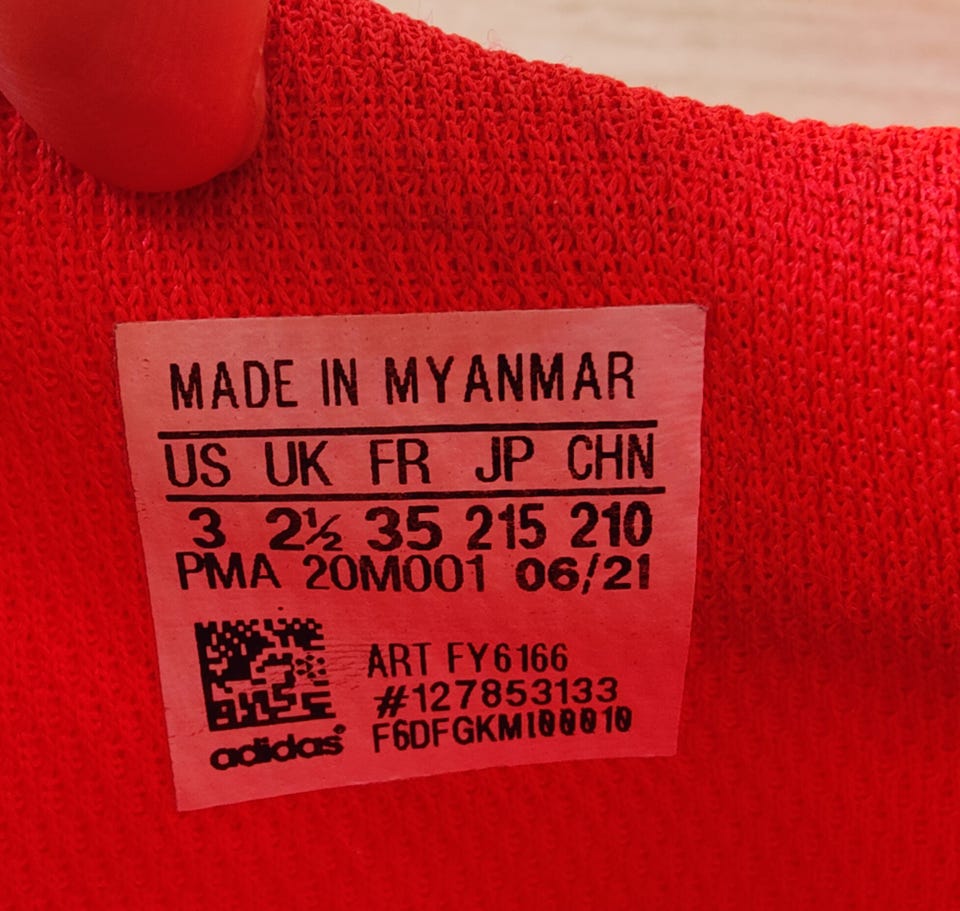 MADE IN MYANMAR
US UK FR JP CHN
3 2½ 35 215 210
PMA 20M001 06/21
ART FY6166
#127853133
F6DFGKMI00010
adidas®